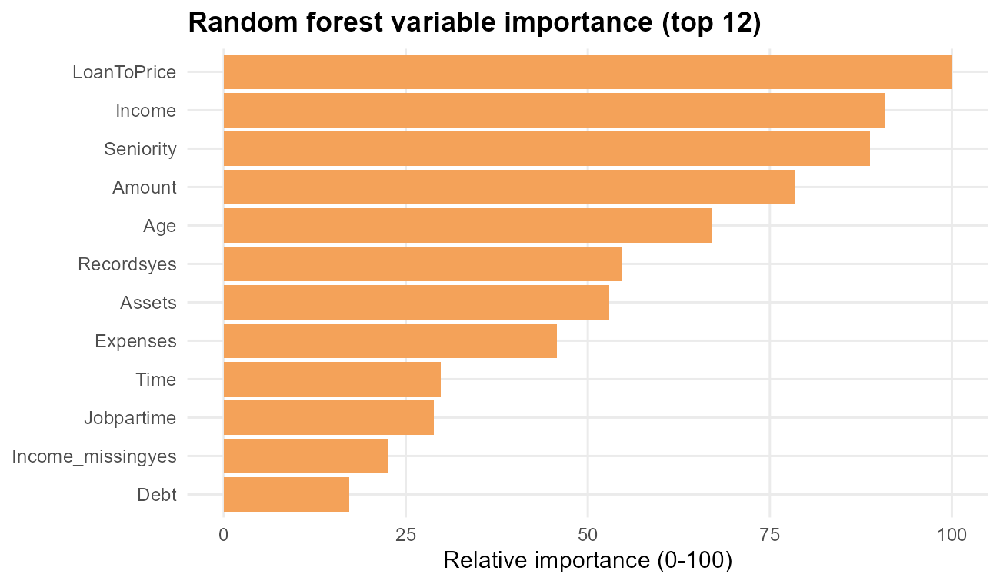 Random forest variable importance (top 12)
LoanToPrice
Income
Seniority
Amount
Age
Recordsyes
Assets
Expenses
Time
Jobpartime
Income_missingyes
Debt
0 25 50 75 100
Relative importance (0-100)